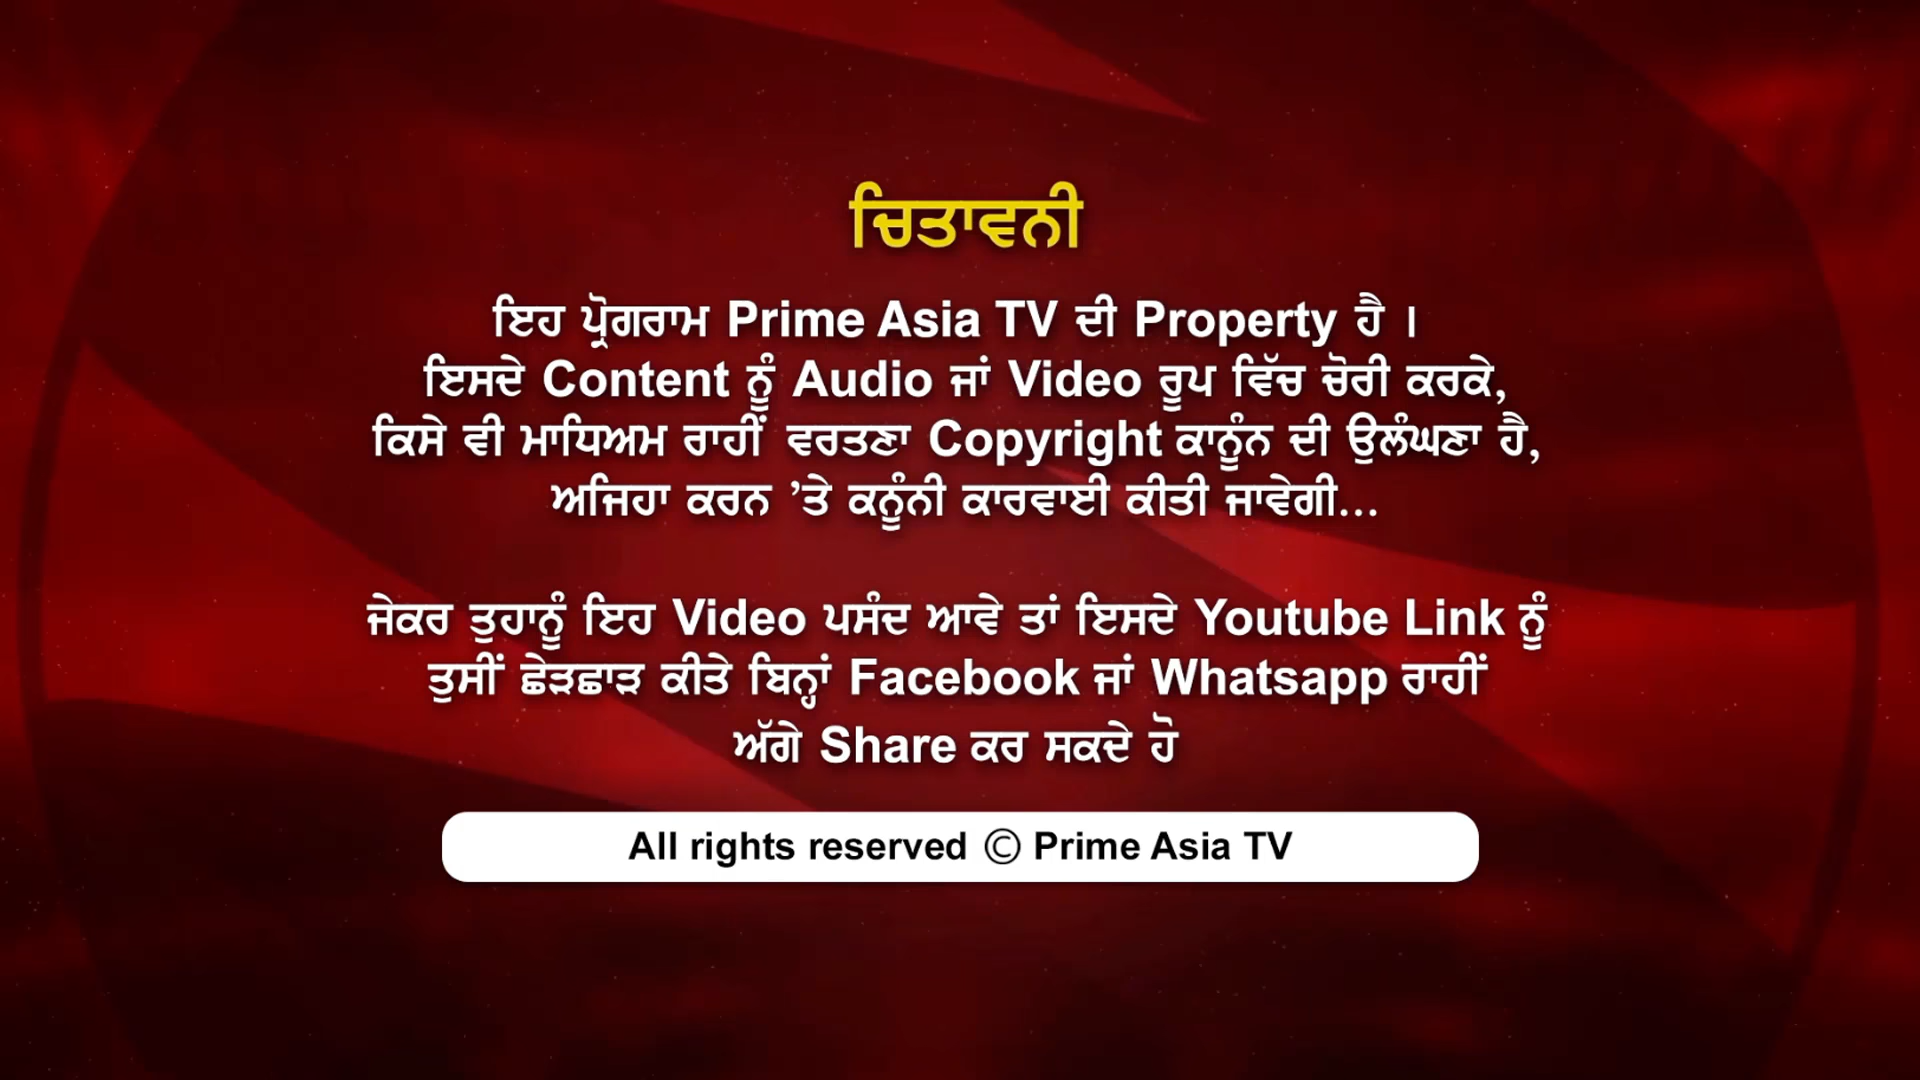 ਚਿਤਾਵਨੀ
ਇਹ ਪ੍ਰੋਗਰਾਮ Prime Asia TV ਦੀ Property ਹੈ ।
ਇਸਦੇ Content ਨੂੰ Audio ਜਾਂ Video ਰੂਪ ਵਿੱਚ ਚੋਰੀ ਕਰਕੇ,
ਕਿਸੇ ਵੀ ਮਾਧਿਅਮ ਰਾਹੀਂ ਵਰਤਣਾ Copyright ਕਾਨੂੰਨ ਦੀ ਉਲੰਘਣਾ ਹੈ,
ਅਜਿਹਾ ਕਰਨ ’ਤੇ ਕਨੂੰਨੀ ਕਾਰਵਾਈ ਕੀਤੀ ਜਾਵੇਗੀ...
ਜੇਕਰ ਤੁਹਾਨੂੰ ਇਹ Video ਪਸੰਦ ਆਵੇ ਤਾਂ ਇਸਦੇ Youtube Link ਨੂੰ
ਤੁਸੀਂ ਛੇੜਛਾੜ ਕੀਤੇ ਬਿਨ੍ਹਾਂ Facebook ਜਾਂ Whatsapp ਰਾਹੀਂ
ਅੱਗੇ Share ਕਰ ਸਕਦੇ ਹੋ
All rights reserved © Prime Asia TV